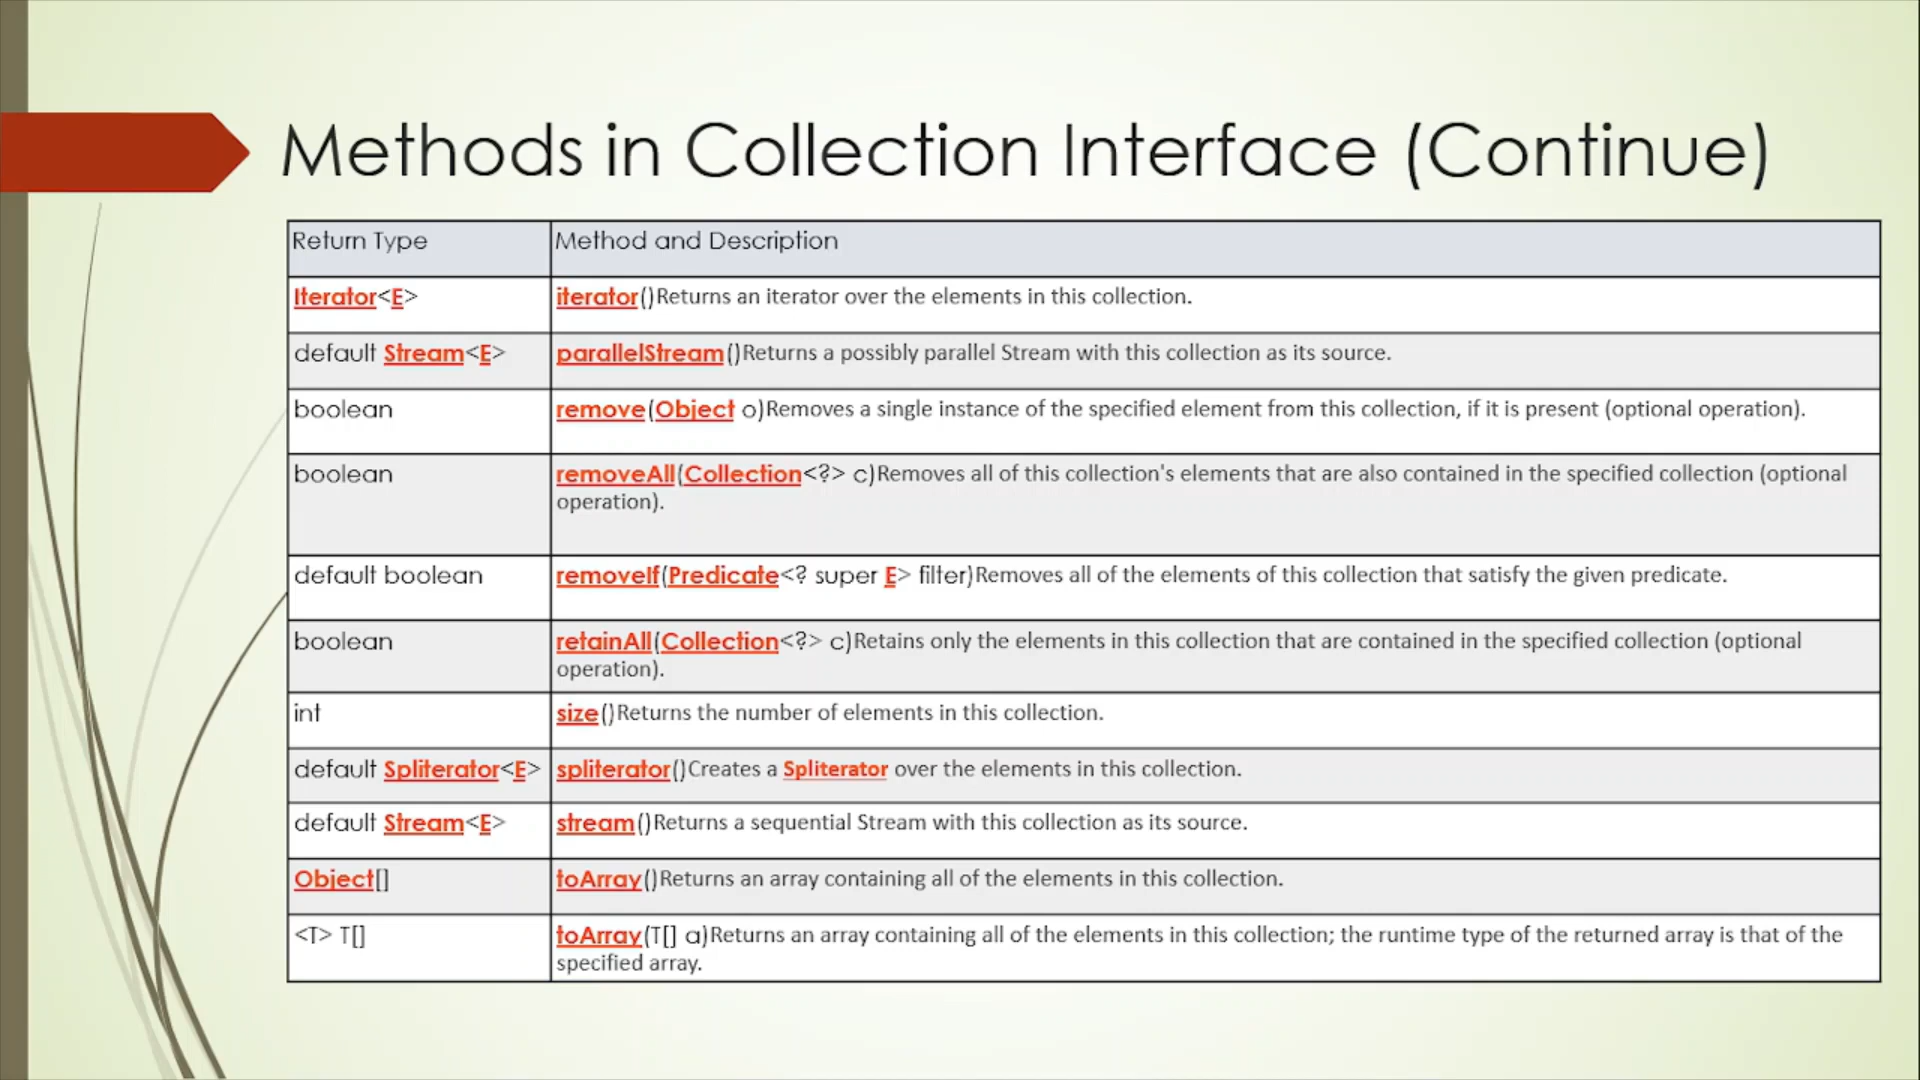 Methods in Collection Interface (Continue)
Return Type Method and Description
Iterator<E> iterator()Returns an iterator over the elements in this collection.
default Stream<E> parallelStream()Returns a possibly parallel Stream with this collection as its source.
boolean remove(Object o)Removes a single instance of the specified element from this collection, if it is present (optional operation).
boolean removeAll(Collection<?> c)Removes all of this collection's elements that are also contained in the specified collection (optional
operation).
default boolean removeIf(Predicate<? super E> filter)Removes all of the elements of this collection that satisfy the given predicate.
boolean retainAll(Collection<?> c)Retains only the elements in this collection that are contained in the specified collection (optional
operation).
int size()Returns the number of elements in this collection.
default Spliterator<E> spliterator()Creates a Spliterator over the elements in this collection.
default Stream<E> stream()Returns a sequential Stream with this collection as its source.
Object[] toArray()Returns an array containing all of the elements in this collection.
<T> T[] toArray(T[] a)Returns an array containing all of the elements in this collection; the runtime type of the returned array is that of the
specified array.